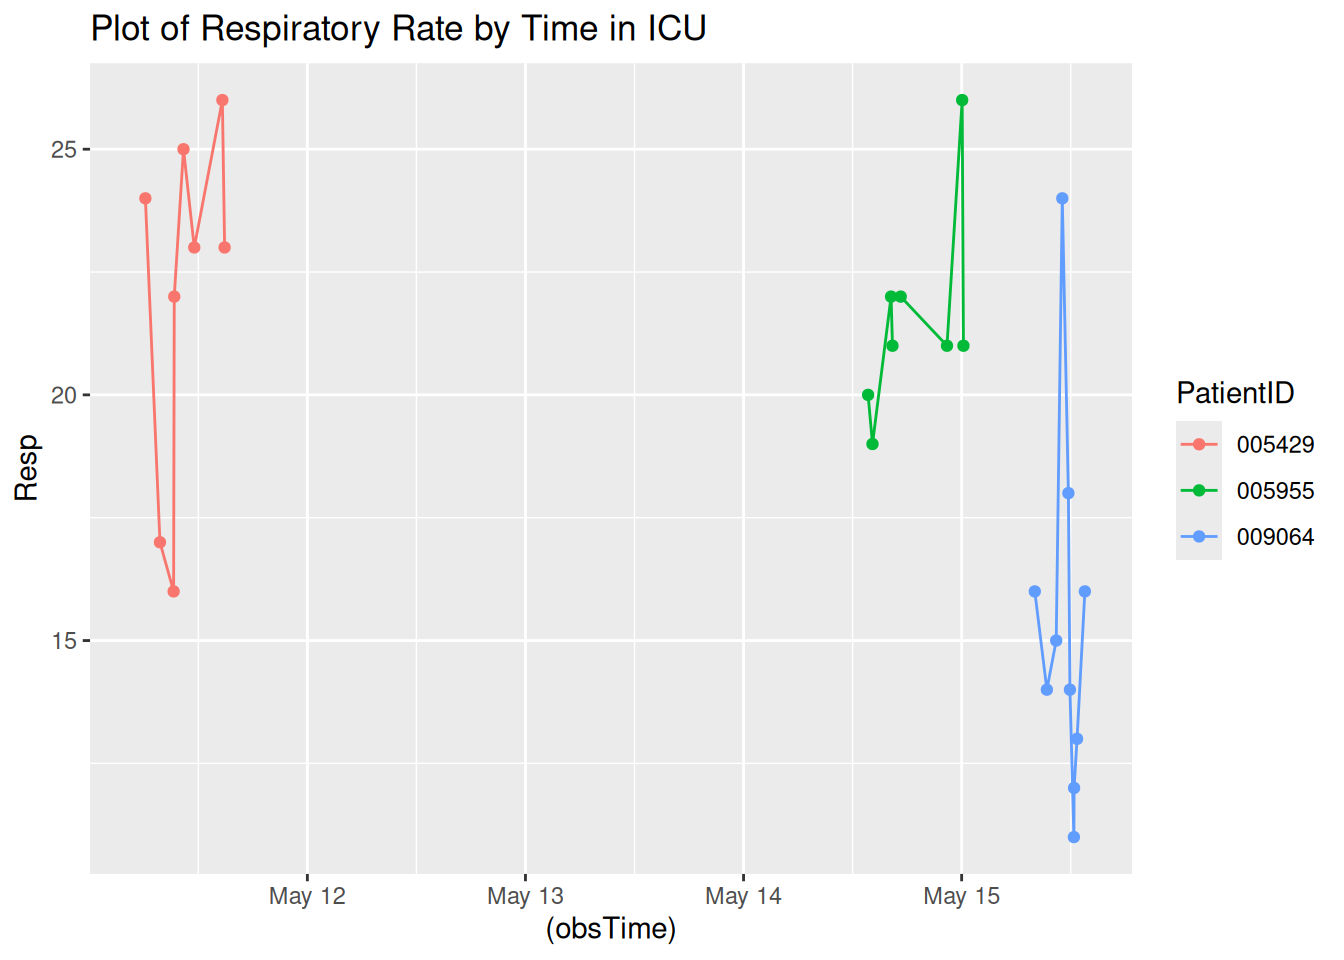 Plot of Respiratory Rate by Time in ICU
25
20
15
Resp
May 12 May 13 May 14 May 15
(obsTime)
PatientID
005429
005955
009064